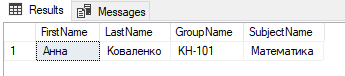 Results Messages
FirstName LastName GroupName SubjectName
1 Анна Коваленко КН-101 Математика